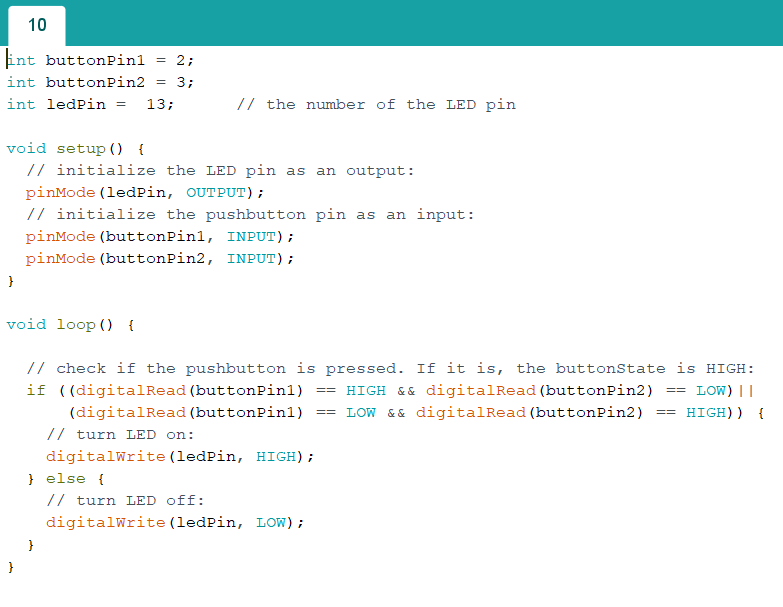 10
int buttonPin1 = 2;
int buttonPin2 = 3;
int ledPin =  13;      // the number of the LED pin

void setup() {
  // initialize the LED pin as an output:
  pinMode(ledPin, OUTPUT);
  // initialize the pushbutton pin as an input:
  pinMode(buttonPin1, INPUT);
  pinMode(buttonPin2, INPUT);
}

void loop() {

  // check if the pushbutton is pressed. If it is, the buttonState is HIGH:
  if ((digitalRead(buttonPin1) == HIGH && digitalRead(buttonPin2) == LOW)||
      (digitalRead(buttonPin1) == LOW && digitalRead(buttonPin2) == HIGH)) {
    // turn LED on:
    digitalWrite(ledPin, HIGH);
  } else {
    // turn LED off:
    digitalWrite(ledPin, LOW);
  }
}